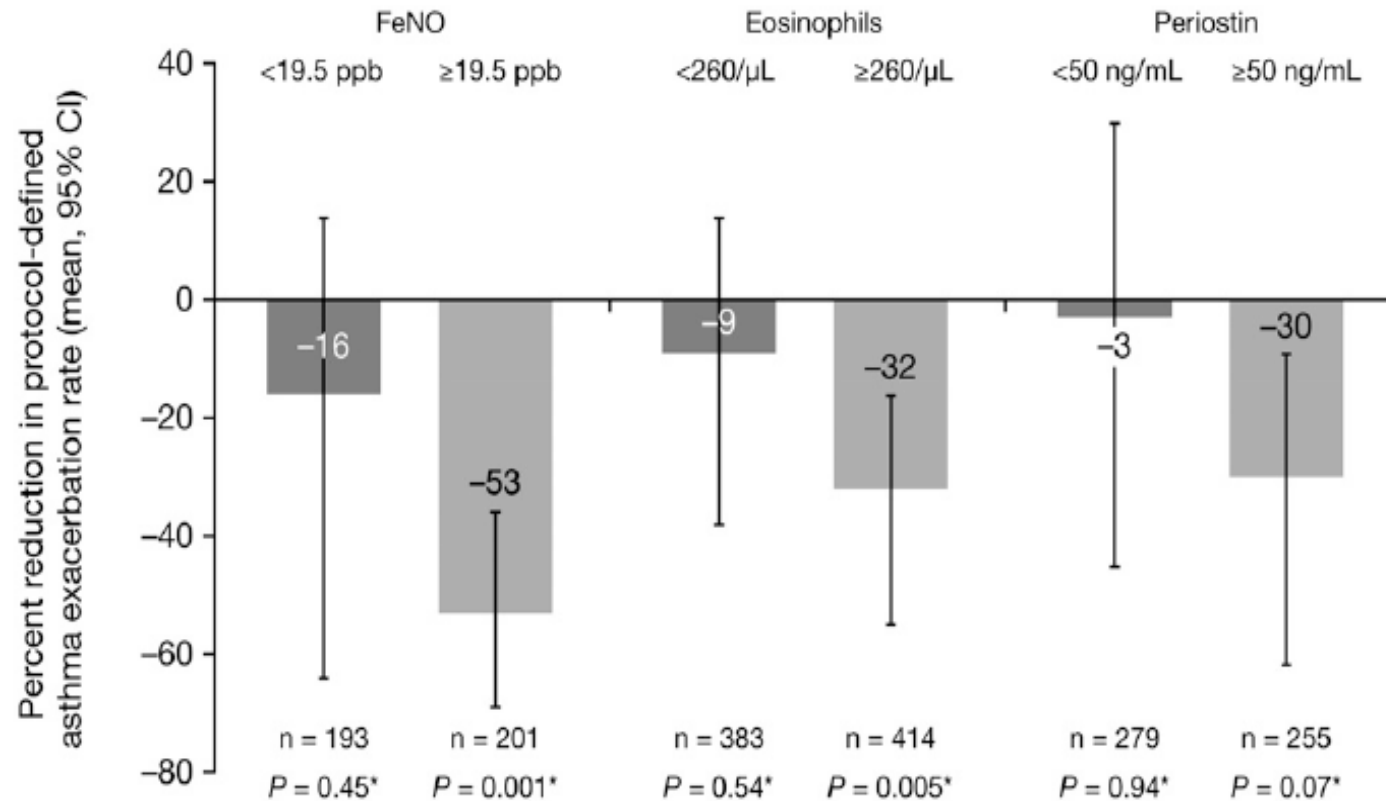 FeNO Eosinophils Periostin
<19.5 ppb ≥19.5 ppb <260/µL ≥260/µL <50 ng/mL ≥50 ng/mL
Percent reduction in protocol-defined
asthma exacerbation rate (mean, 95% CI)
40
20
0
−20
−40
−60
−80
−16
−53
−9
−32
−3
−30
n = 193 n = 201 n = 383 n = 414 n = 279 n = 255
P = 0.45* P = 0.001* P = 0.54* P = 0.005* P = 0.94* P = 0.07*